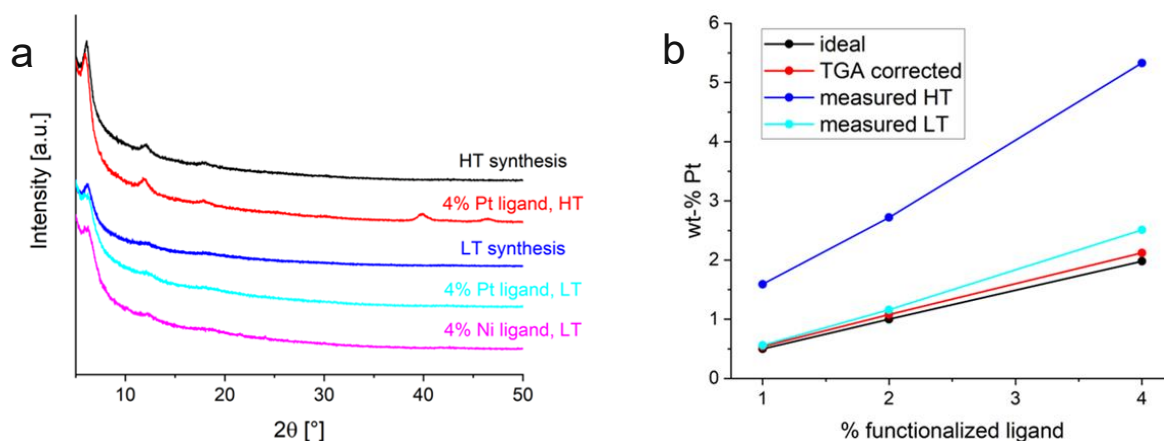 a
Intensity [a.u.]
HT synthesis
4% Pt ligand, HT
LT synthesis
4% Pt ligand, LT
4% Ni ligand, LT
10 20 30 40 50
2θ [°]
b
wt-% Pt
6
5
4
3
2
1
0
ideal
TGA corrected
measured HT
measured LT
1 2 3 4
% functionalized ligand